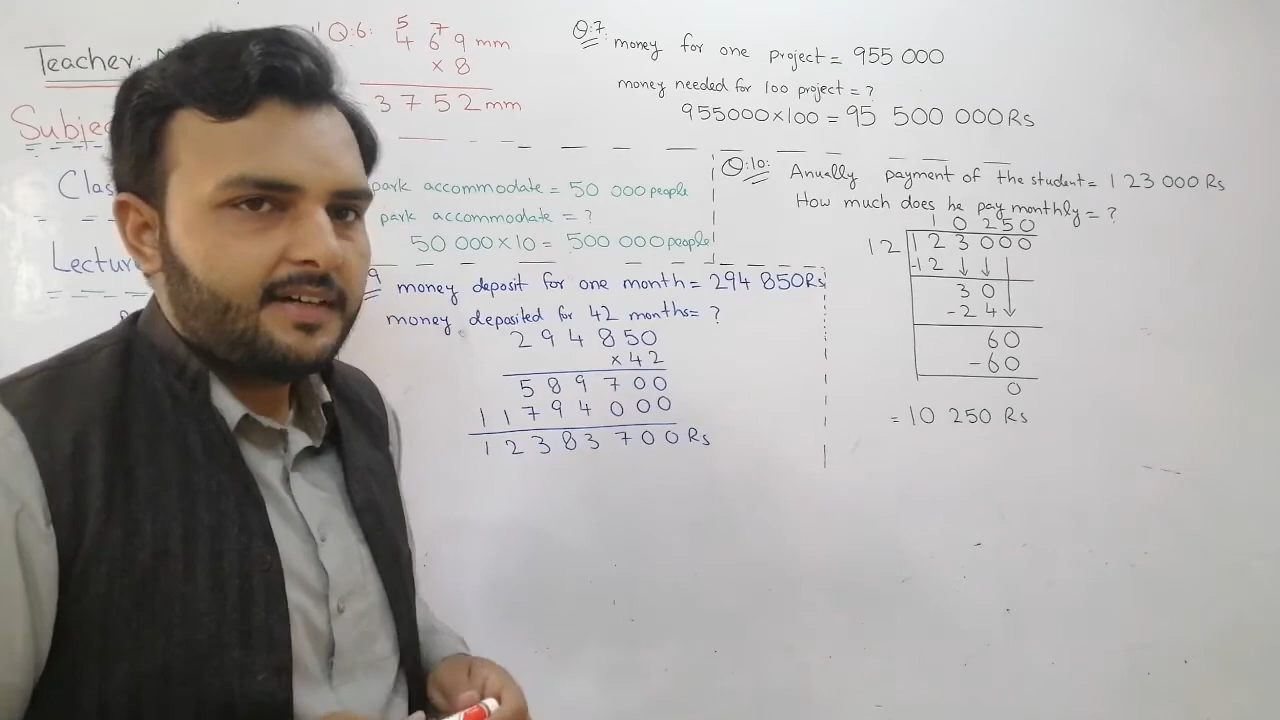 Teacher:
Q:6: 5 7
4 6 9 mm
× 8
3 7 5 2 mm
Q:7: money for one project = 955 000
money needed for 100 project = ?
955000 × 100 = 95 500 000 Rs
park accommodate = 50 000 people
park accommodate = ?
50 000 × 10 = 500 000 people
9 money deposit for one month = 294 850 Rs
money deposited for 42 months = ?
2 9 4 8 5 0
× 4 2
5 8 9 7 0 0
1 1 7 9 4 0 0 0
1 2 3 8 3 7 0 0 Rs
Q:10: Anually payment of the student = 1 23 000 Rs
How much does he pay monthly = ?
1 0 2 5 0
12 1 2 3 0 0 0
-1 2
3 0
- 2 4
6 0
- 6 0
0
= 10 250 Rs